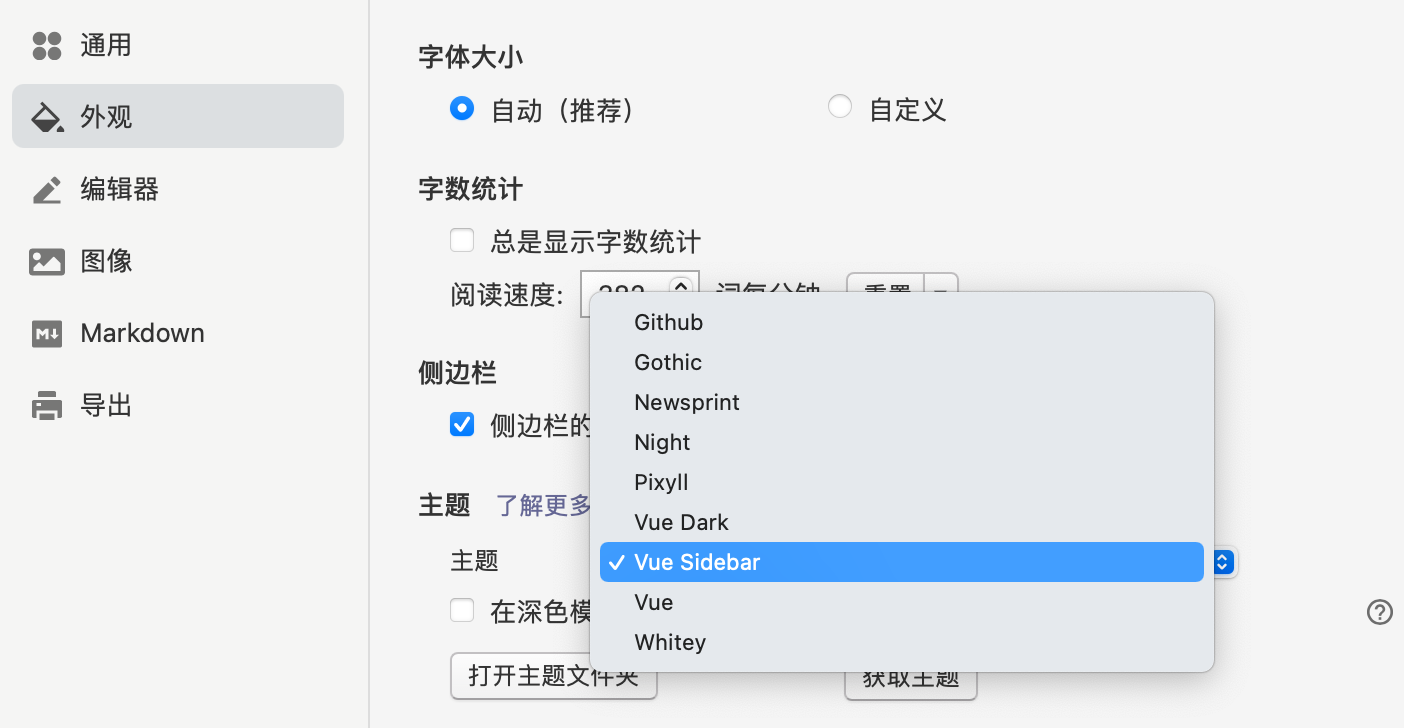 通用
外观
编辑器
图像
Markdown
导出
字体大小
自动（推荐）
自定义
字数统计
总是显示字数统计
阅读速度:
词每分钟
重置
侧边栏
侧边栏的
主题 了解更多
主题
在深色模
打开主题文件夹
获取主题
Github
Gothic
Newsprint
Night
Pixyll
Vue Dark
Vue Sidebar
Vue
Whitey